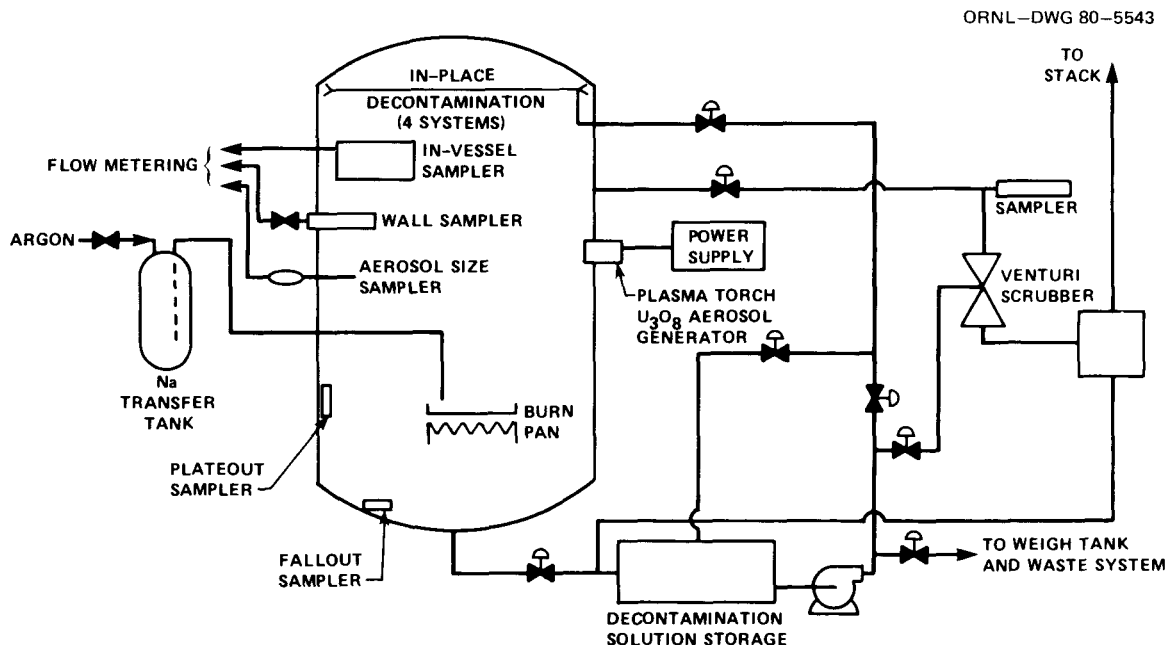 ORNL–DWG 80–5543
TO
STACK
IN-PLACE
DECONTAMINATION
(4 SYSTEMS)
FLOW METERING
IN-VESSEL
SAMPLER
WALL SAMPLER
SAMPLER
ARGON
AEROSOL SIZE
SAMPLER
POWER
SUPPLY
PLASMA TORCH
U3O8 AEROSOL
GENERATOR
VENTURI
SCRUBBER
Na
TRANSFER
TANK
BURN
PAN
PLATEOUT
SAMPLER
FALLOUT
SAMPLER
TO WEIGH TANK
AND WASTE SYSTEM
DECONTAMINATION
SOLUTION STORAGE